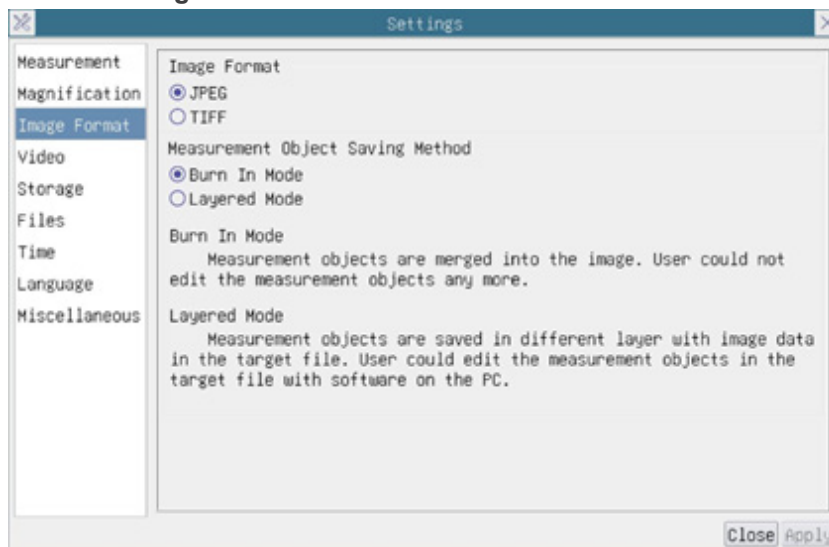 Settings
Measurement
Magnification
Image Format
Video
Storage
Files
Time
Language
Miscellaneous
Image Format
JPEG
TIFF
Measurement Object Saving Method
Burn In Mode
Layered Mode
Burn In Mode
Measurement objects are merged into the image. User could not
edit the measurement objects any more.
Layered Mode
Measurement objects are saved in different layer with image data
in the target file. User could edit the measurement objects in the
target file with software on the PC.
Close Apply